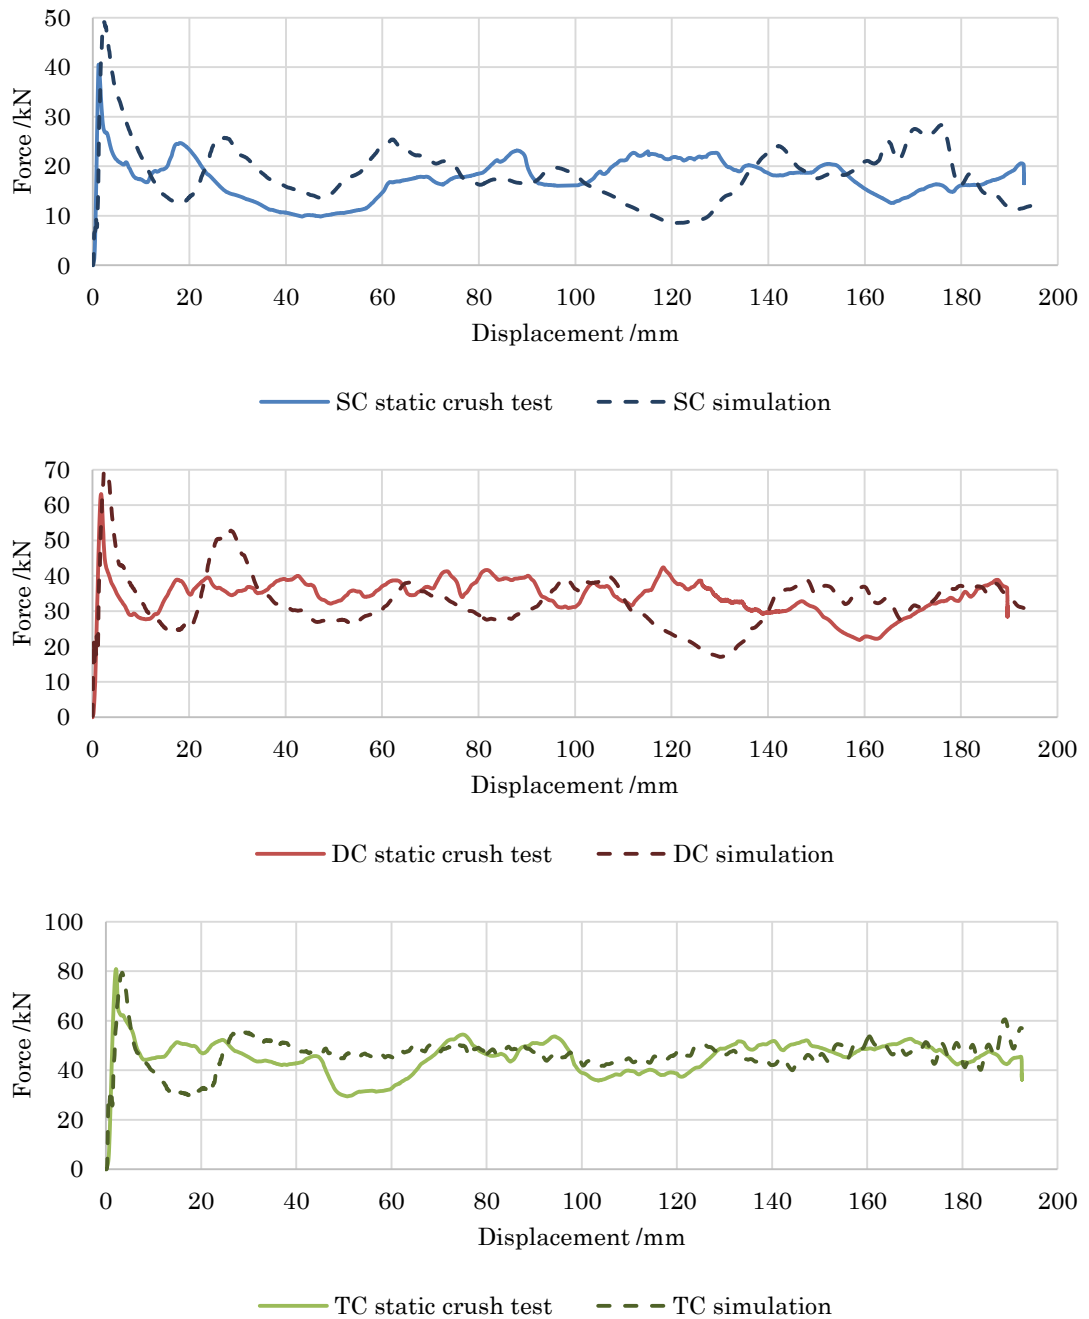 50
40
30
20
10
0
Force /kN
0 20 40 60 80 100 120 140 160 180 200
Displacement /mm
SC static crush test SC simulation
70
60
50
40
30
20
10
0
Force /kN
0 20 40 60 80 100 120 140 160 180 200
Displacement /mm
DC static crush test DC simulation
100
80
60
40
20
0
Force /kN
0 20 40 60 80 100 120 140 160 180 200
Displacement /mm
TC static crush test TC simulation